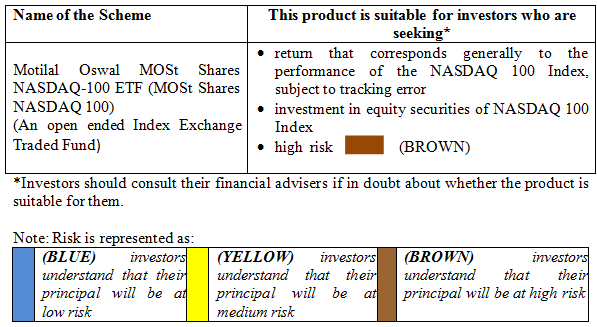 Name of the Scheme
This product is suitable for investors who are
seeking*
Motilal Oswal MOSt Shares
NASDAQ-100 ETF (MOSt Shares
NASDAQ 100)
(An open ended Index Exchange
Traded Fund)
• return that corresponds generally to the
performance of the NASDAQ 100 Index,
subject to tracking error
• investment in equity securities of NASDAQ 100
Index
• high risk (BROWN)
*Investors should consult their financial advisers if in doubt about whether the product is
suitable for them.
Note: Risk is represented as:
(BLUE) investors
understand that their
principal will be at
low risk
(YELLOW) investors
understand that their
principal will be at
medium risk
(BROWN) investors
understand that their
principal will be at high risk